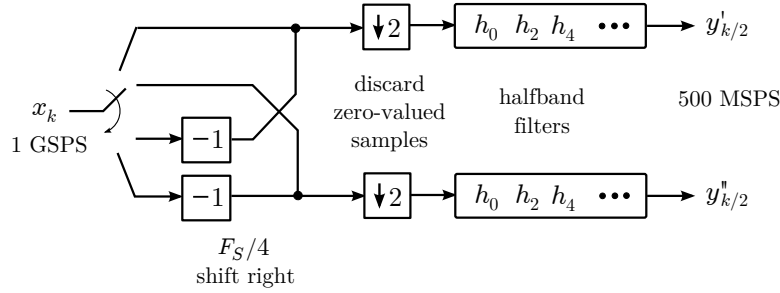 ↓2 h₀ h₂ h₄ ••• y'ₖ/₂
xₖ
1 GSPS
discard
zero-valued
samples
halfband
filters
500 MSPS
−1
−1 ↓2 h₀ h₂ h₄ ••• y"ₖ/₂
F_S/4
shift right